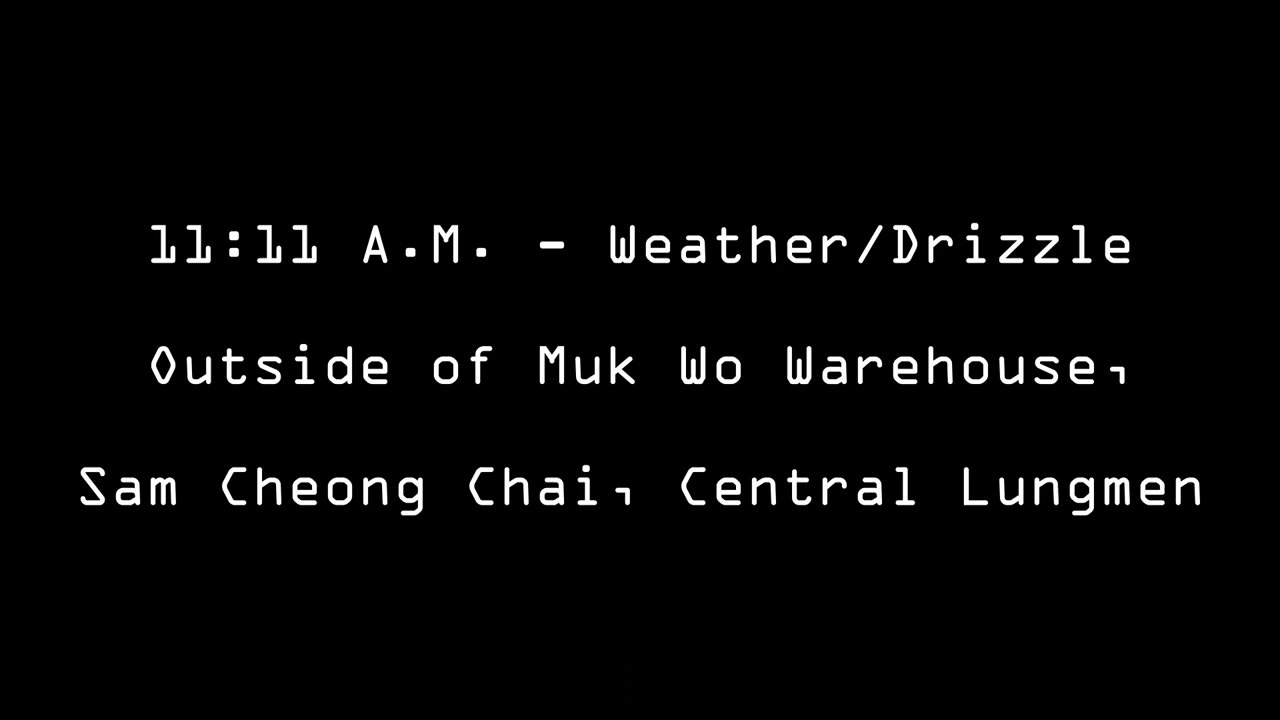 11:11 A.M. - Weather/Drizzle
Outside of Muk Wo Warehouse,
Sam Cheong Chai, Central Lungmen